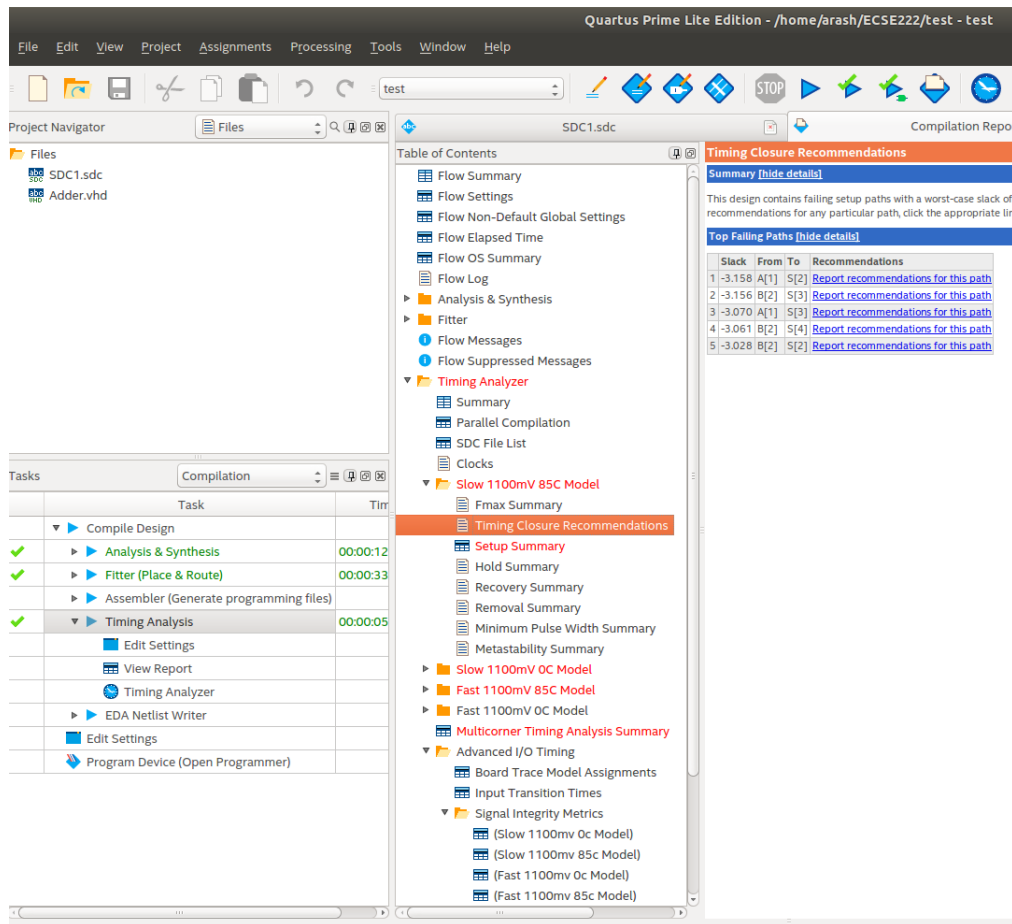 Quartus Prime Lite Edition - /home/arash/ECSE222/test - test
File Edit View Project Assignments Processing Tools Window Help
test
STOP
Project Navigator
Files
Files
SDC1.sdc
Adder.vhd
Tasks
Compilation
Task
Tim
Compile Design
Analysis & Synthesis 00:00:12
Fitter (Place & Route) 00:00:33
Assembler (Generate programming files)
Timing Analysis 00:00:05
Edit Settings
View Report
Timing Analyzer
EDA Netlist Writer
Edit Settings
Program Device (Open Programmer)
SDC1.sdc
Compilation Repo
Table of Contents
Flow Summary
Flow Settings
Flow Non-Default Global Settings
Flow Elapsed Time
Flow OS Summary
Flow Log
Analysis & Synthesis
Fitter
Flow Messages
Flow Suppressed Messages
Timing Analyzer
Summary
Parallel Compilation
SDC File List
Clocks
Slow 1100mV 85C Model
Fmax Summary
Timing Closure Recommendations
Setup Summary
Hold Summary
Recovery Summary
Removal Summary
Minimum Pulse Width Summary
Metastability Summary
Slow 1100mV 0C Model
Fast 1100mV 85C Model
Fast 1100mV 0C Model
Multicorner Timing Analysis Summary
Advanced I/O Timing
Board Trace Model Assignments
Input Transition Times
Signal Integrity Metrics
(Slow 1100mv 0c Model)
(Slow 1100mv 85c Model)
(Fast 1100mv 0c Model)
(Fast 1100mv 85c Model)
Timing Closure Recommendations
Summary [hide details]
This design contains failing setup paths with a worst-case slack of
recommendations for any particular path, click the appropriate lin
Top Failing Paths [hide details]
Slack From To Recommendations
1 -3.158 A[1] S[2] Report recommendations for this path
2 -3.156 B[2] S[3] Report recommendations for this path
3 -3.070 A[1] S[3] Report recommendations for this path
4 -3.061 B[2] S[4] Report recommendations for this path
5 -3.028 B[2] S[2] Report recommendations for this path